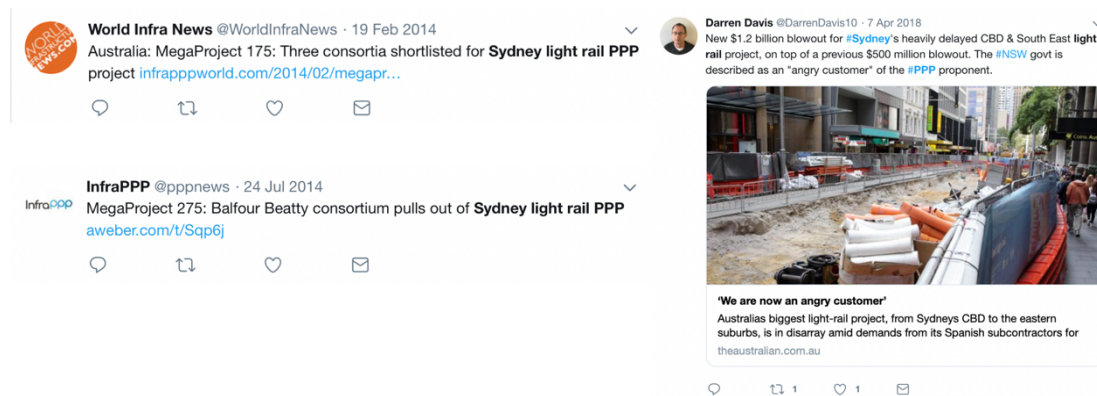 World Infra News @WorldInfraNews · 19 Feb 2014
Australia: MegaProject 175: Three consortia shortlisted for Sydney light rail PPP
project infrapppworld.com/2014/02/megapr…
WORLD
INFRASTRUCTURE
NEWS.COM
InfraPPP @pppnews · 24 Jul 2014
Infrappp
MegaProject 275: Balfour Beatty consortium pulls out of Sydney light rail PPP
aweber.com/t/Sqp6j
Darren Davis @DarrenDavis10 · 7 Apr 2018
New $1.2 billion blowout for #Sydney's heavily delayed CBD & South East light
rail project, on top of a previous $500 million blowout. The #NSW govt is
described as an "angry customer" of the #PPP proponent.
‘We are now an angry customer’
Australias biggest light-rail project, from Sydneys CBD to the eastern
suburbs, is in disarray amid demands from its Spanish subcontractors for
theaustralian.com.au
1 1